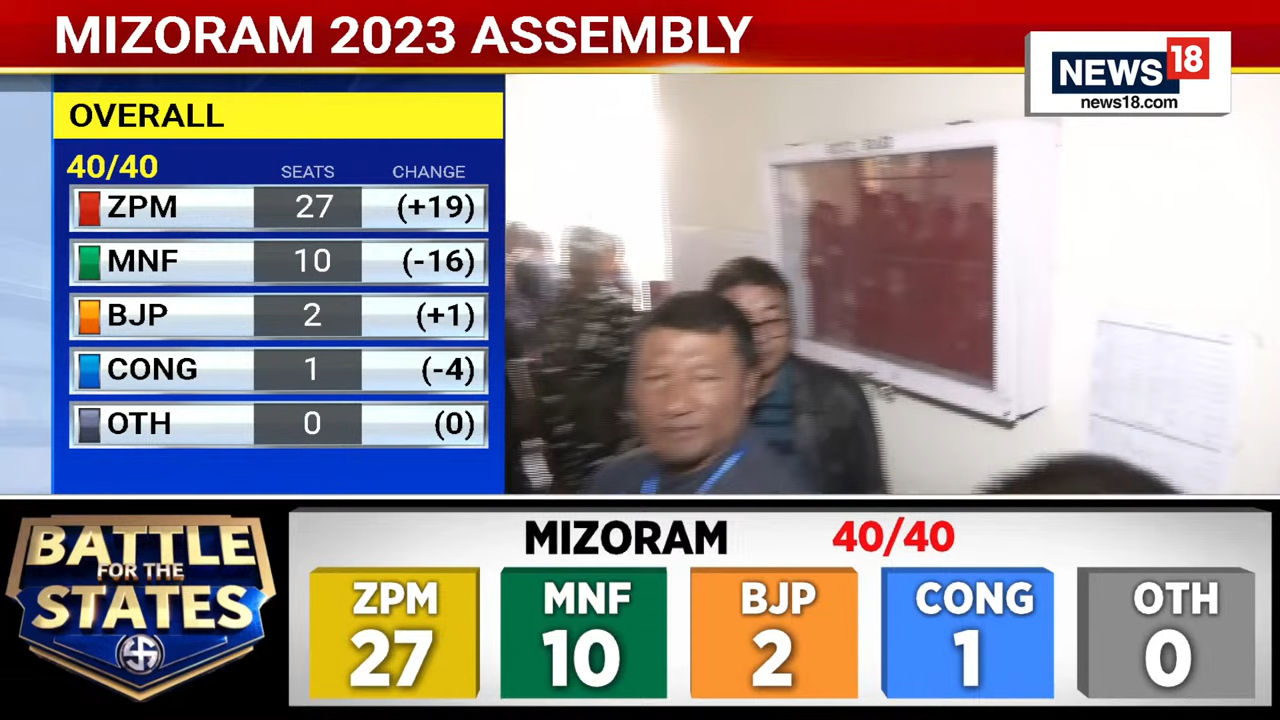 MIZORAM 2023 ASSEMBLY
NEWS 18
news18.com
OVERALL
40/40 SEATS CHANGE
ZPM 27 (+19)
MNF 10 (-16)
BJP 2 (+1)
CONG 1 (-4)
OTH 0 (0)
BATTLE
FOR THE
STATES
MIZORAM 40/40
ZPM MNF BJP CONG OTH
27 10 2 1 0